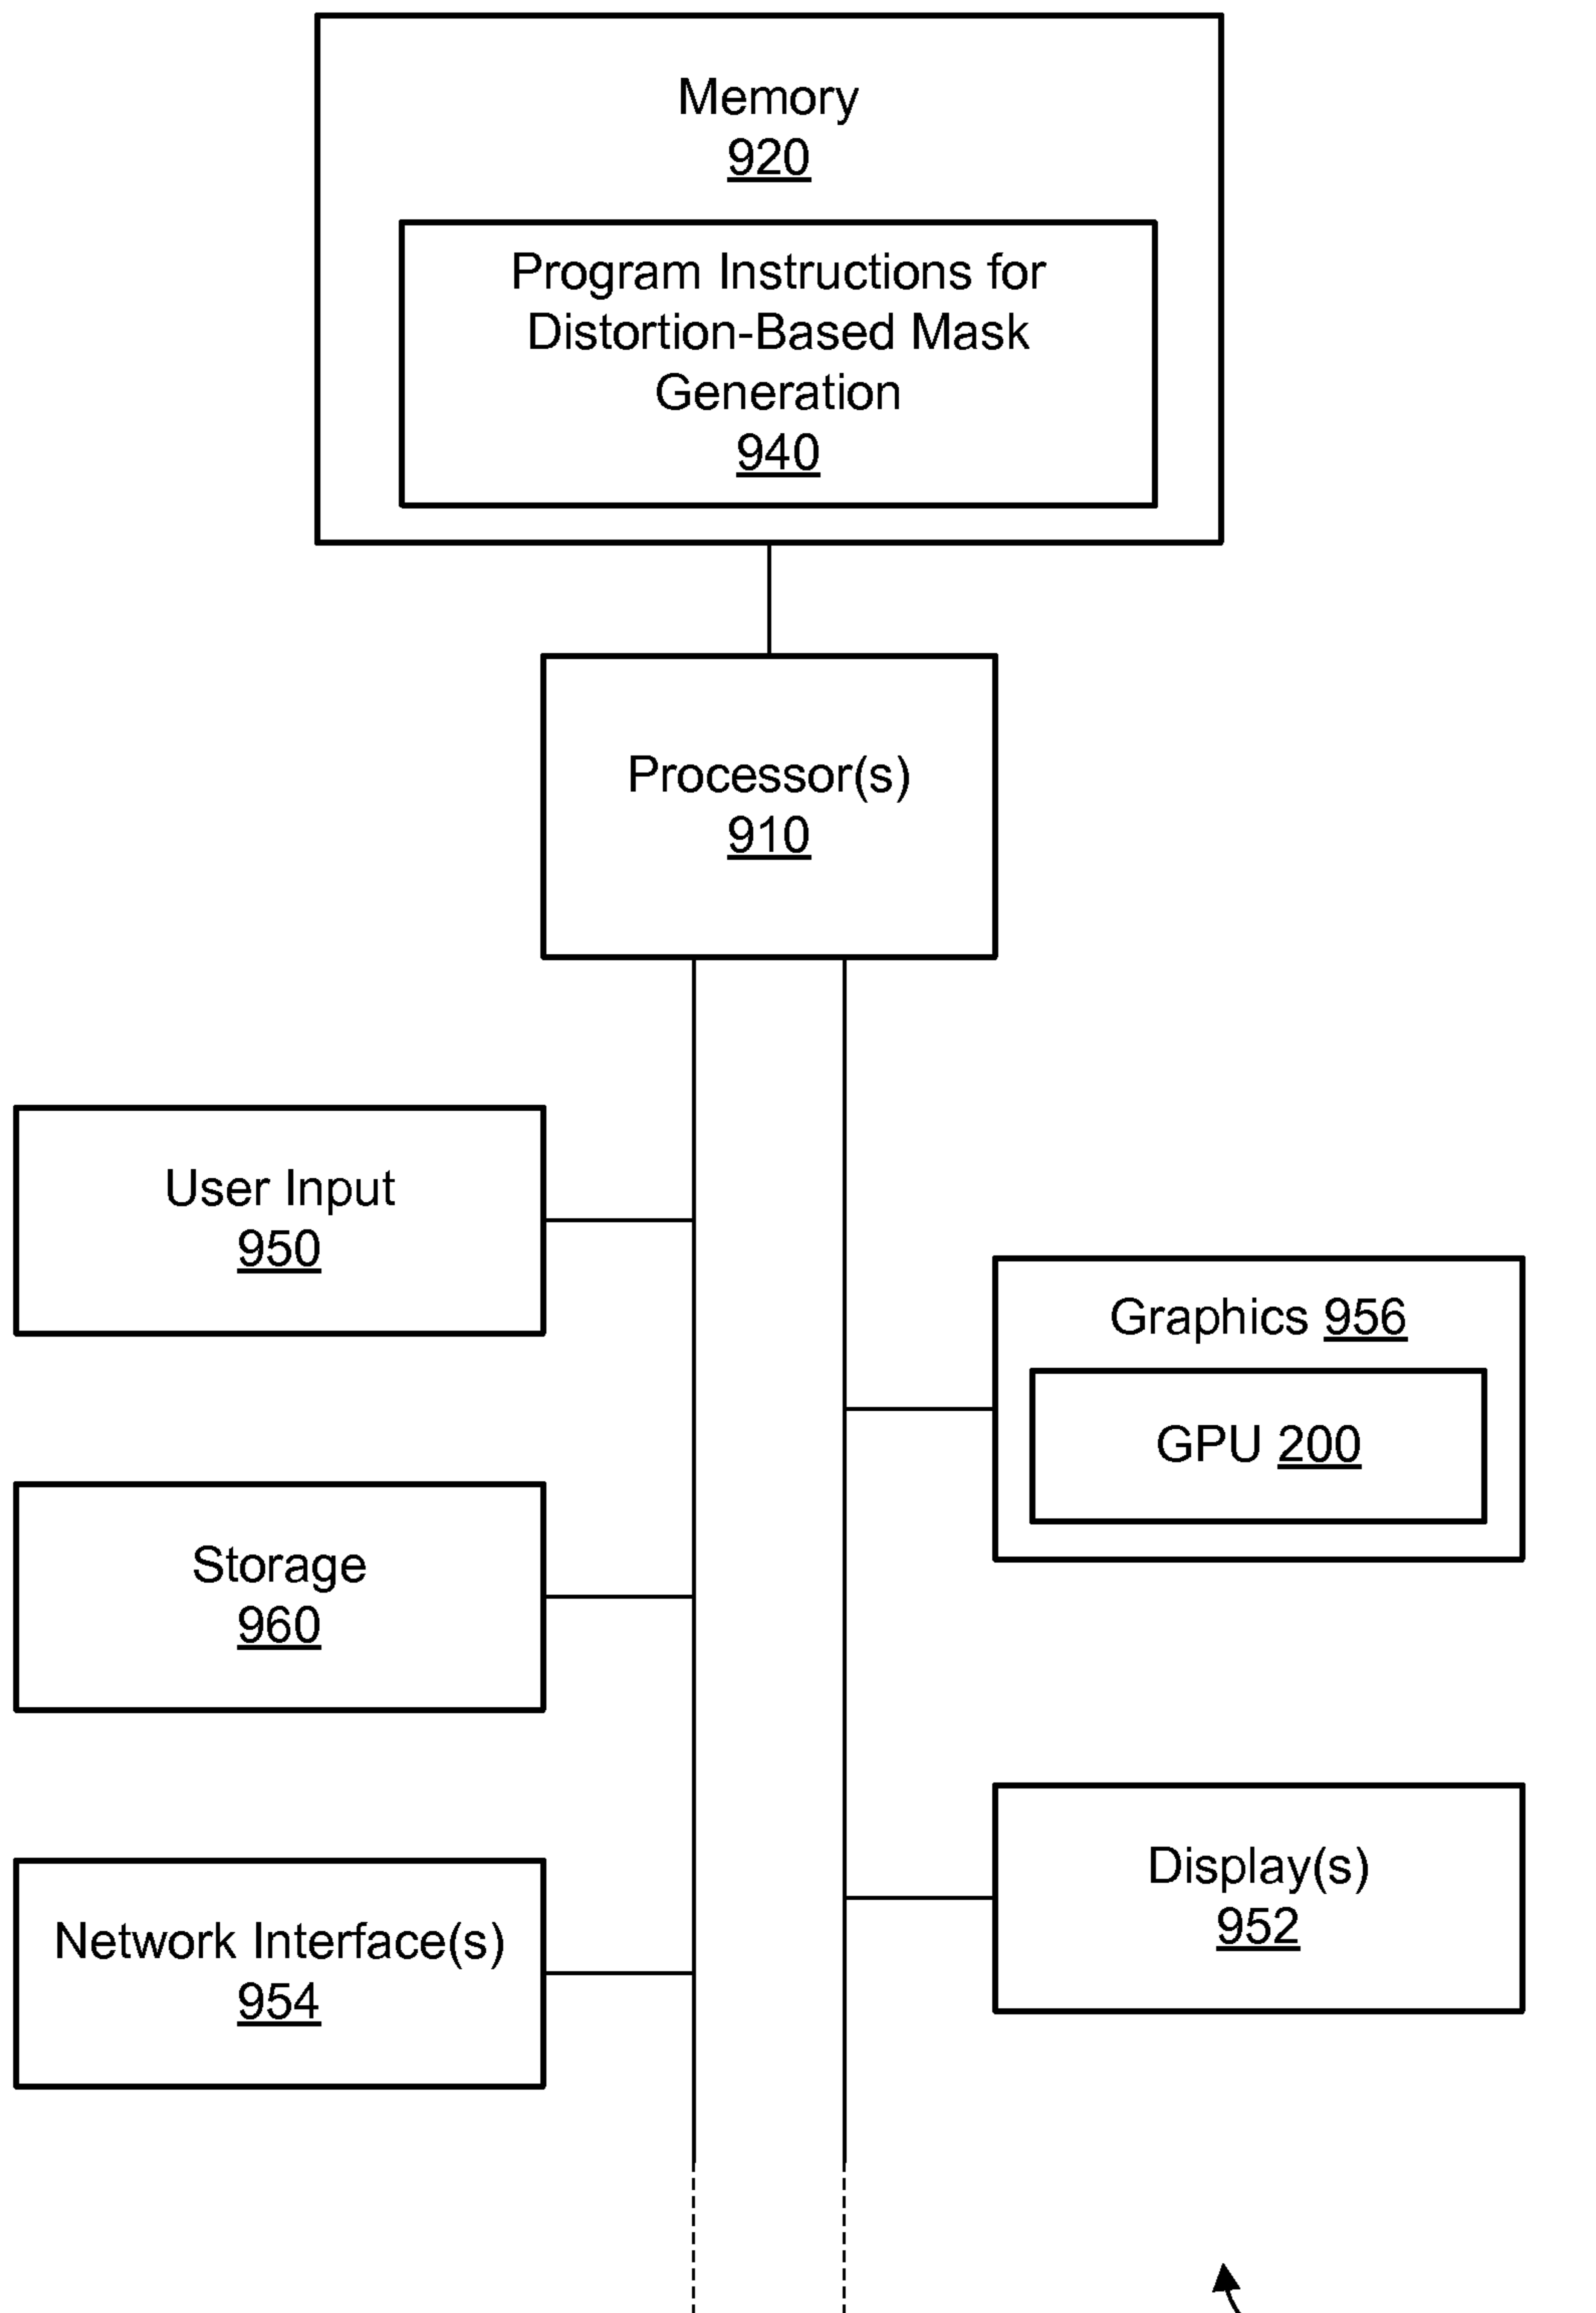 Memory
920
Program Instructions for
Distortion-Based Mask
Generation
940
Processor(s)
910
User Input
950
Graphics 956
GPU 200
Storage
960
Display(s)
952
Network Interface(s)
954